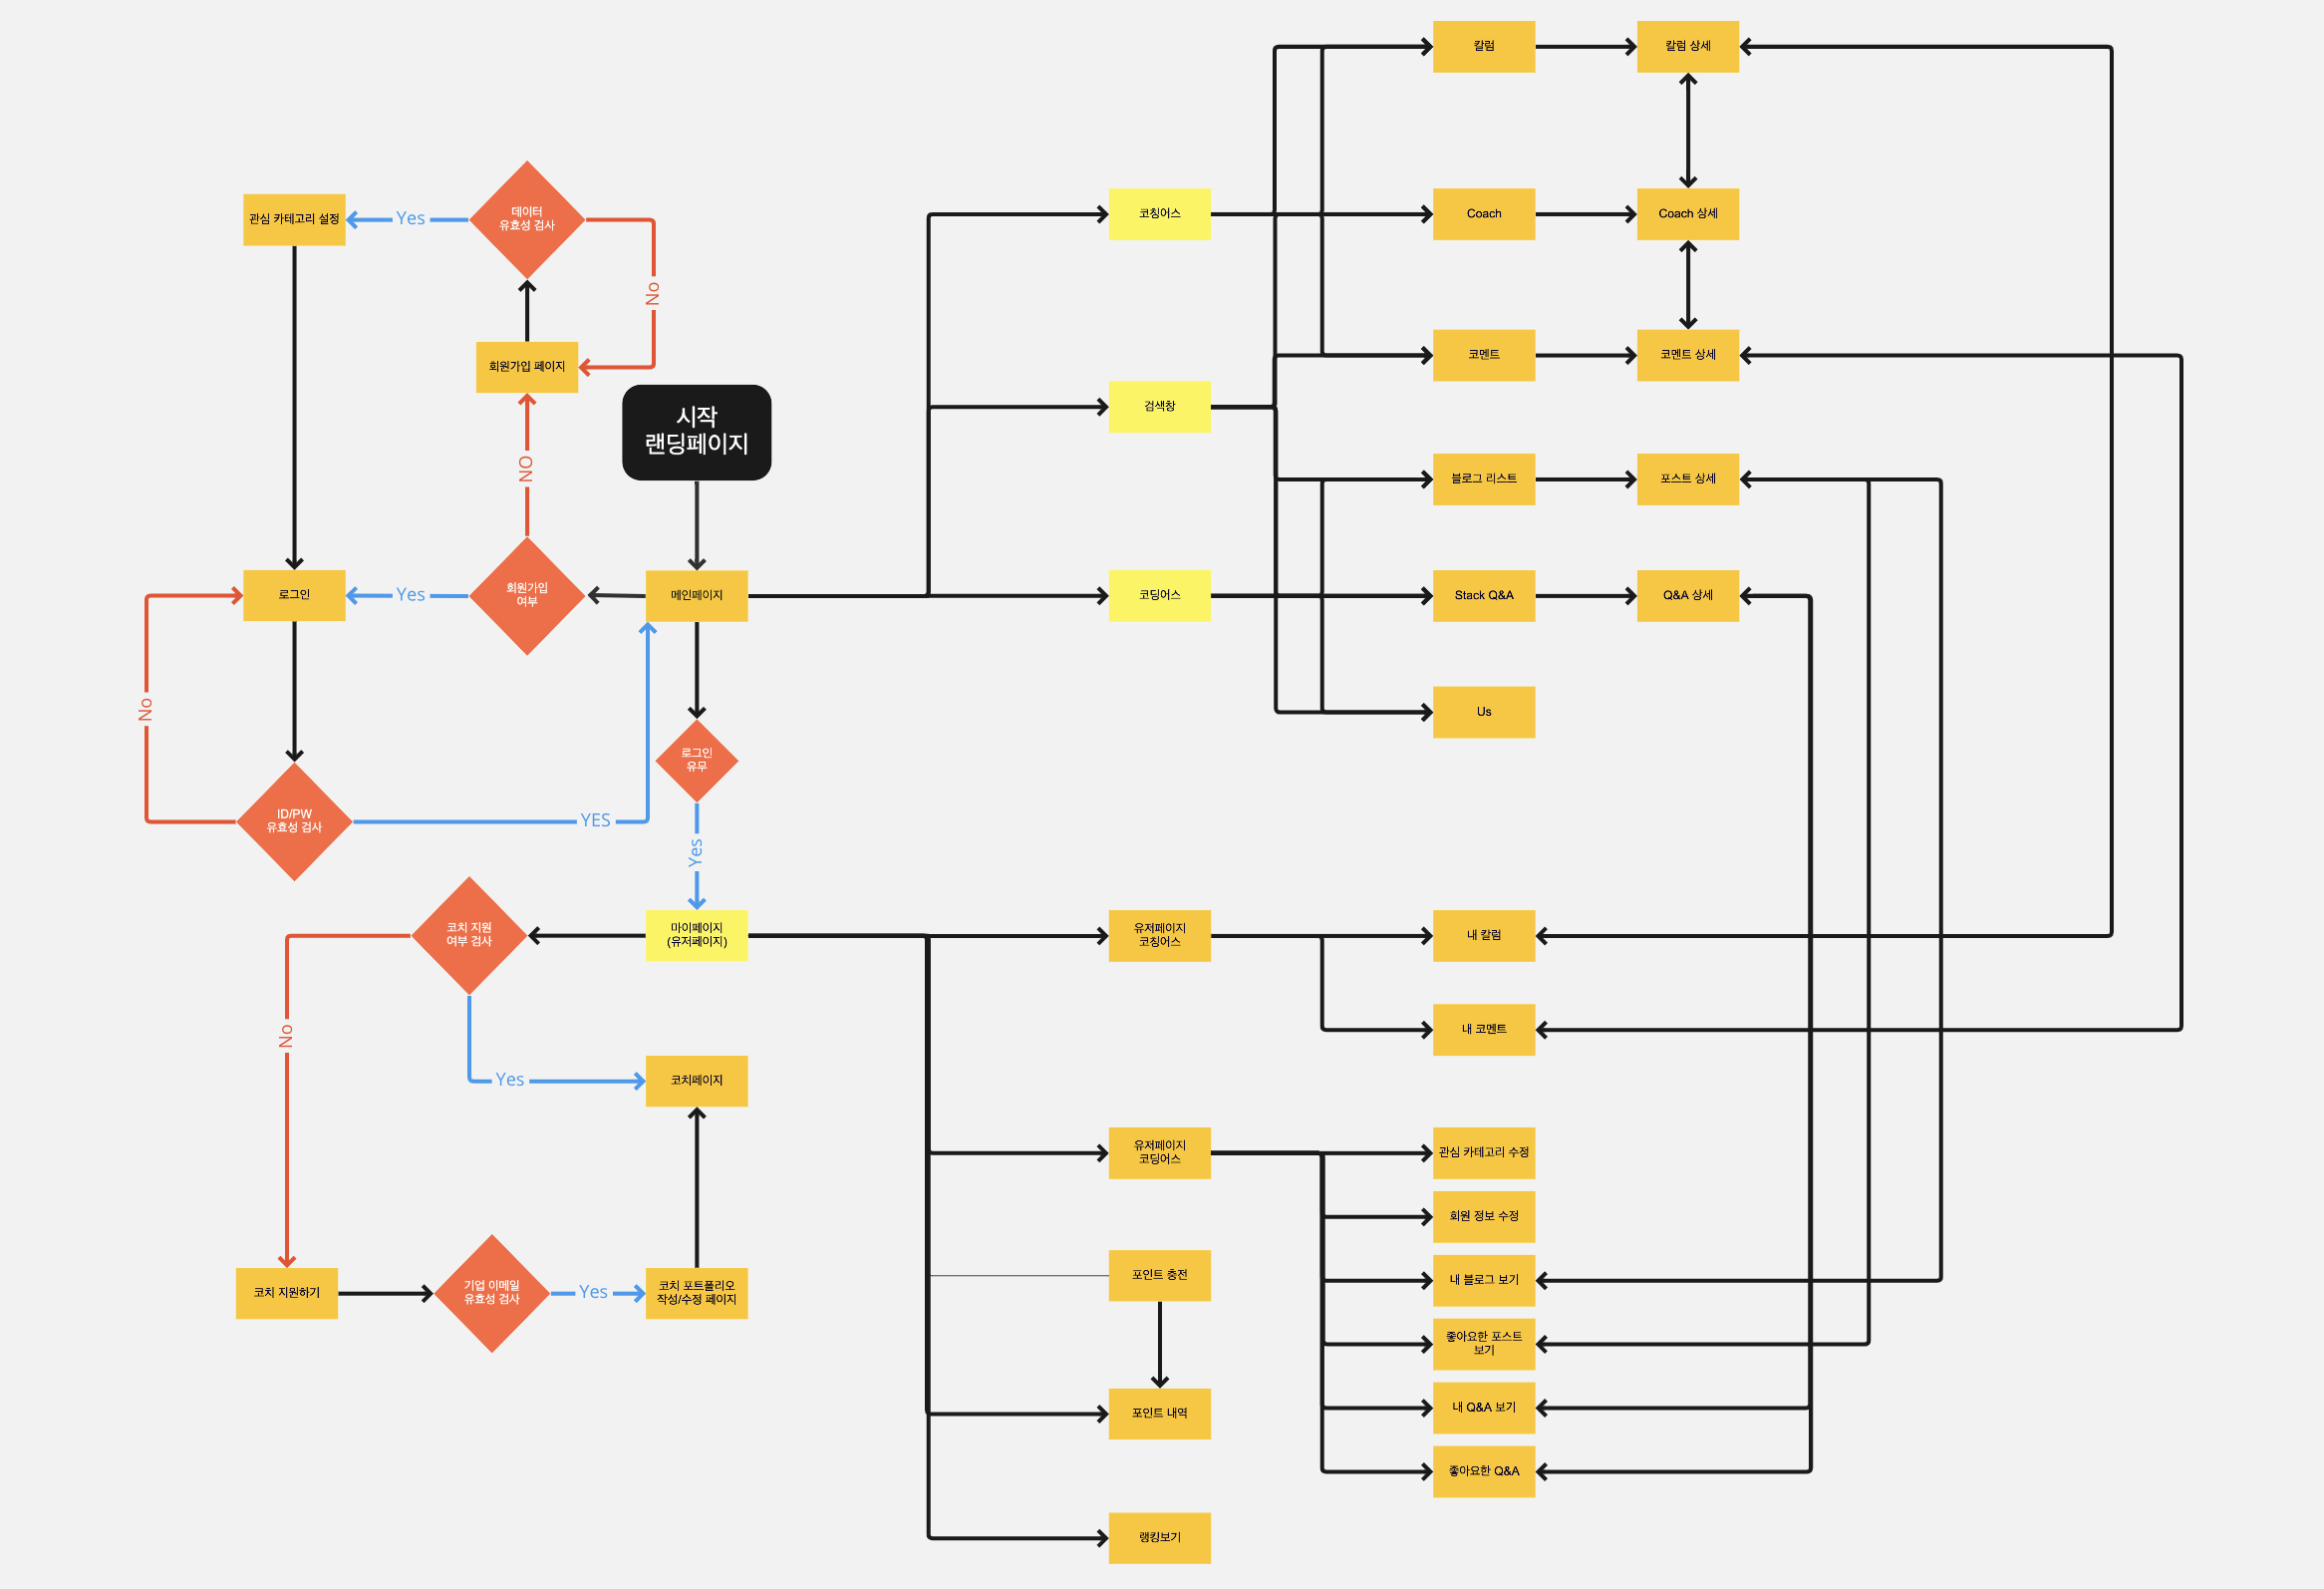 칼럼
칼럼 상세
관심 카테고리 설정
Yes
데이터
유효성 검사
No
코칭어스
Coach
Coach 상세
회원가입 페이지
코멘트
코멘트 상세
시작
랜딩페이지
검색창
NO
블로그 리스트
포스트 상세
로그인
Yes
회원가입
여부
메인페이지
코딩어스
Stack Q&A
Q&A 상세
No
Us
로그인
유무
ID/PW
유효성 검사
YES
Yes
코치 지원
여부 검사
마이페이지
(유저페이지)
유저페이지
코칭어스
내 칼럼
No
내 코멘트
Yes
코치페이지
유저페이지
코딩어스
관심 카테고리 수정
회원 정보 수정
코치 지원하기
기업 이메일
유효성 검사
Yes
코치 포트폴리오
작성/수정 페이지
포인트 충전
내 블로그 보기
좋아요한 포스트
보기
포인트 내역
내 Q&A 보기
좋아요한 Q&A
랭킹보기